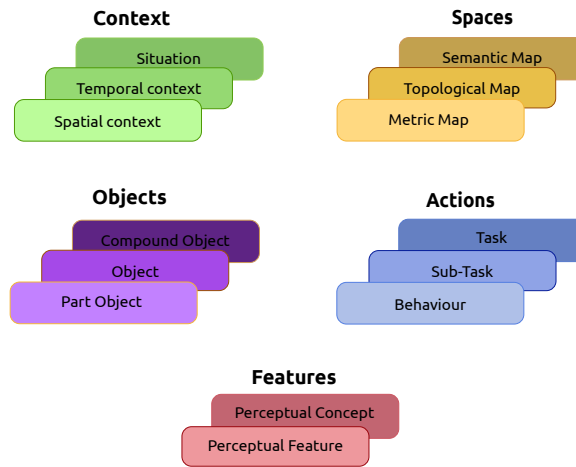 Context
Situation
Temporal context
Spatial context
Spaces
Semantic Map
Topological Map
Metric Map
Objects
Compound Object
Object
Part Object
Actions
Task
Sub-Task
Behaviour
Features
Perceptual Concept
Perceptual Feature